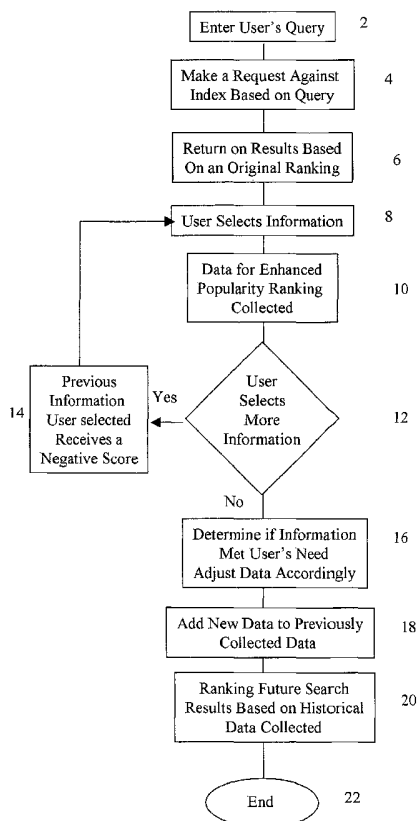 Enter User's Query
2
Make a Request Against
Index Based on Query
4
Return on Results Based
On an Original Ranking
6
User Selects Information
8
Data for Enhanced
Popularity Ranking
Collected
10
User
Selects
More
Information
12
Yes
14
Previous
Information
User selected
Receives a
Negative Score
No
Determine if Information
Met User's Need
Adjust Data Accordingly
16
Add New Data to Previously
Collected Data
18
Ranking Future Search
Results Based on Historical
Data Collected
20
End
22